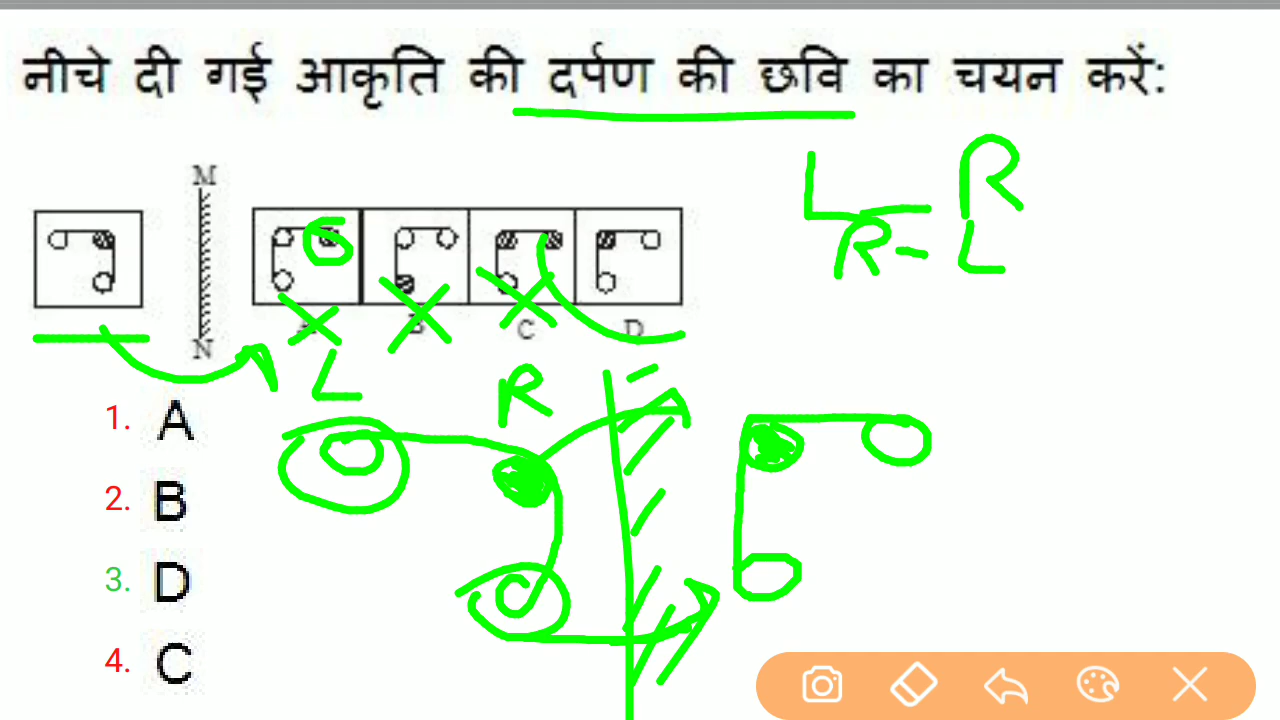 नीचे दी गई आकृति की दर्पण की छवि का चयन करें:
L R
R - L
M
N
A B C D
L R
1. A
2. B
3. D
4. C